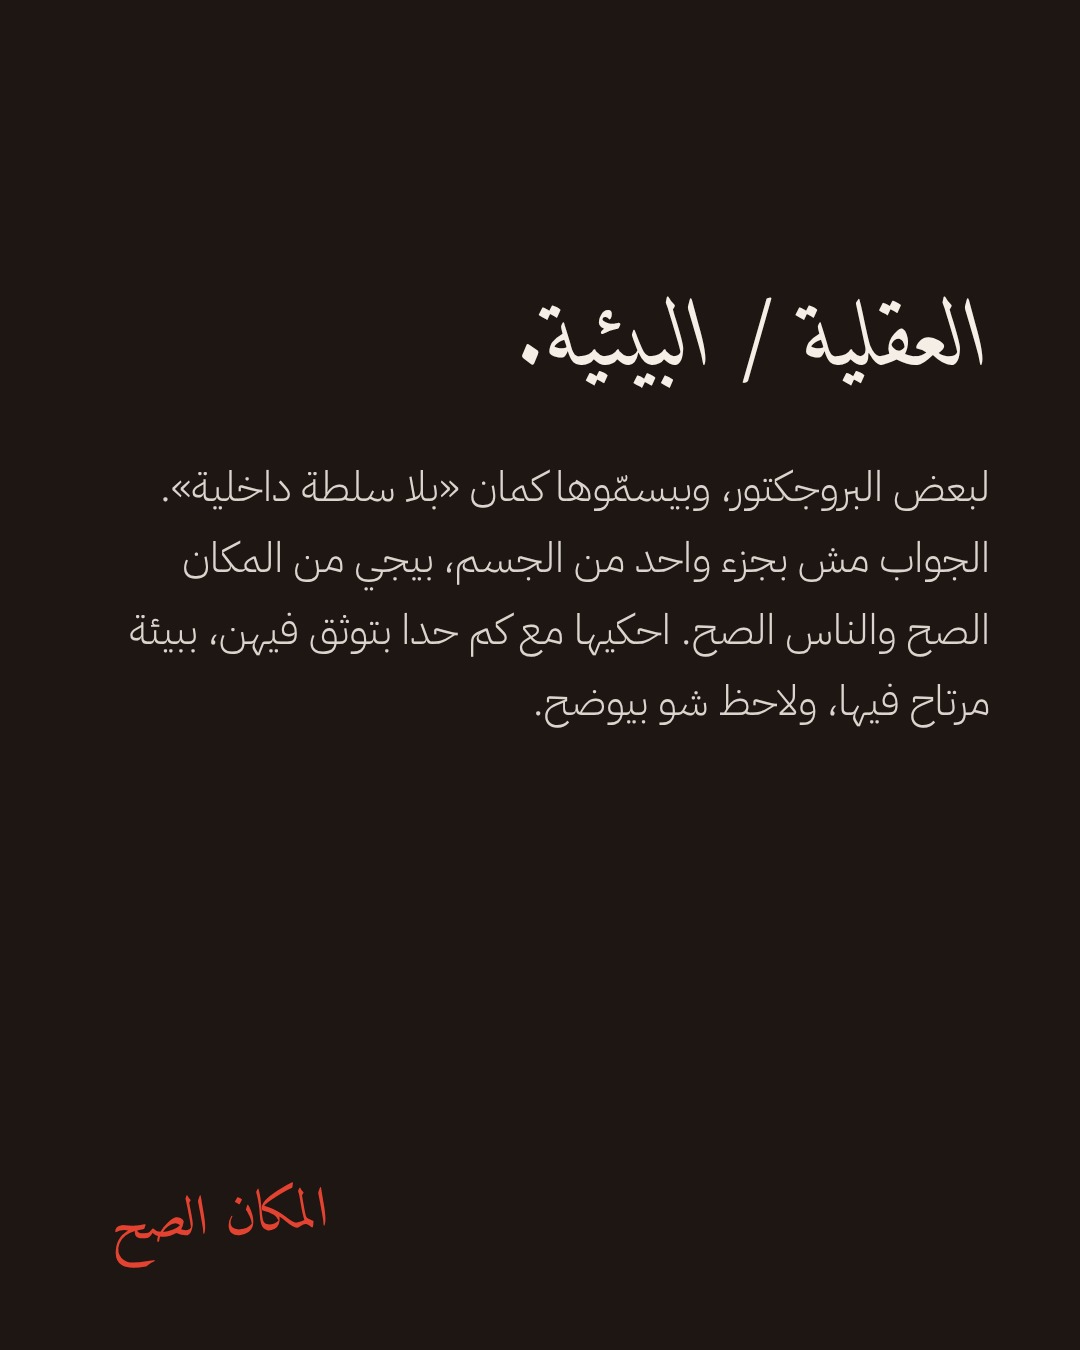 العقلية / البيئية.
لبعض البروجكتور، وبيسمّوها كمان «بلا سلطة داخلية».
الجواب مش بجزء واحد من الجسم، بيجي من المكان
الصح والناس الصح. احكيها مع كم حدا بتوثق فيهن، ببيئة
مرتاح فيها، ولاحظ شو بيوضح.
المكان الصح